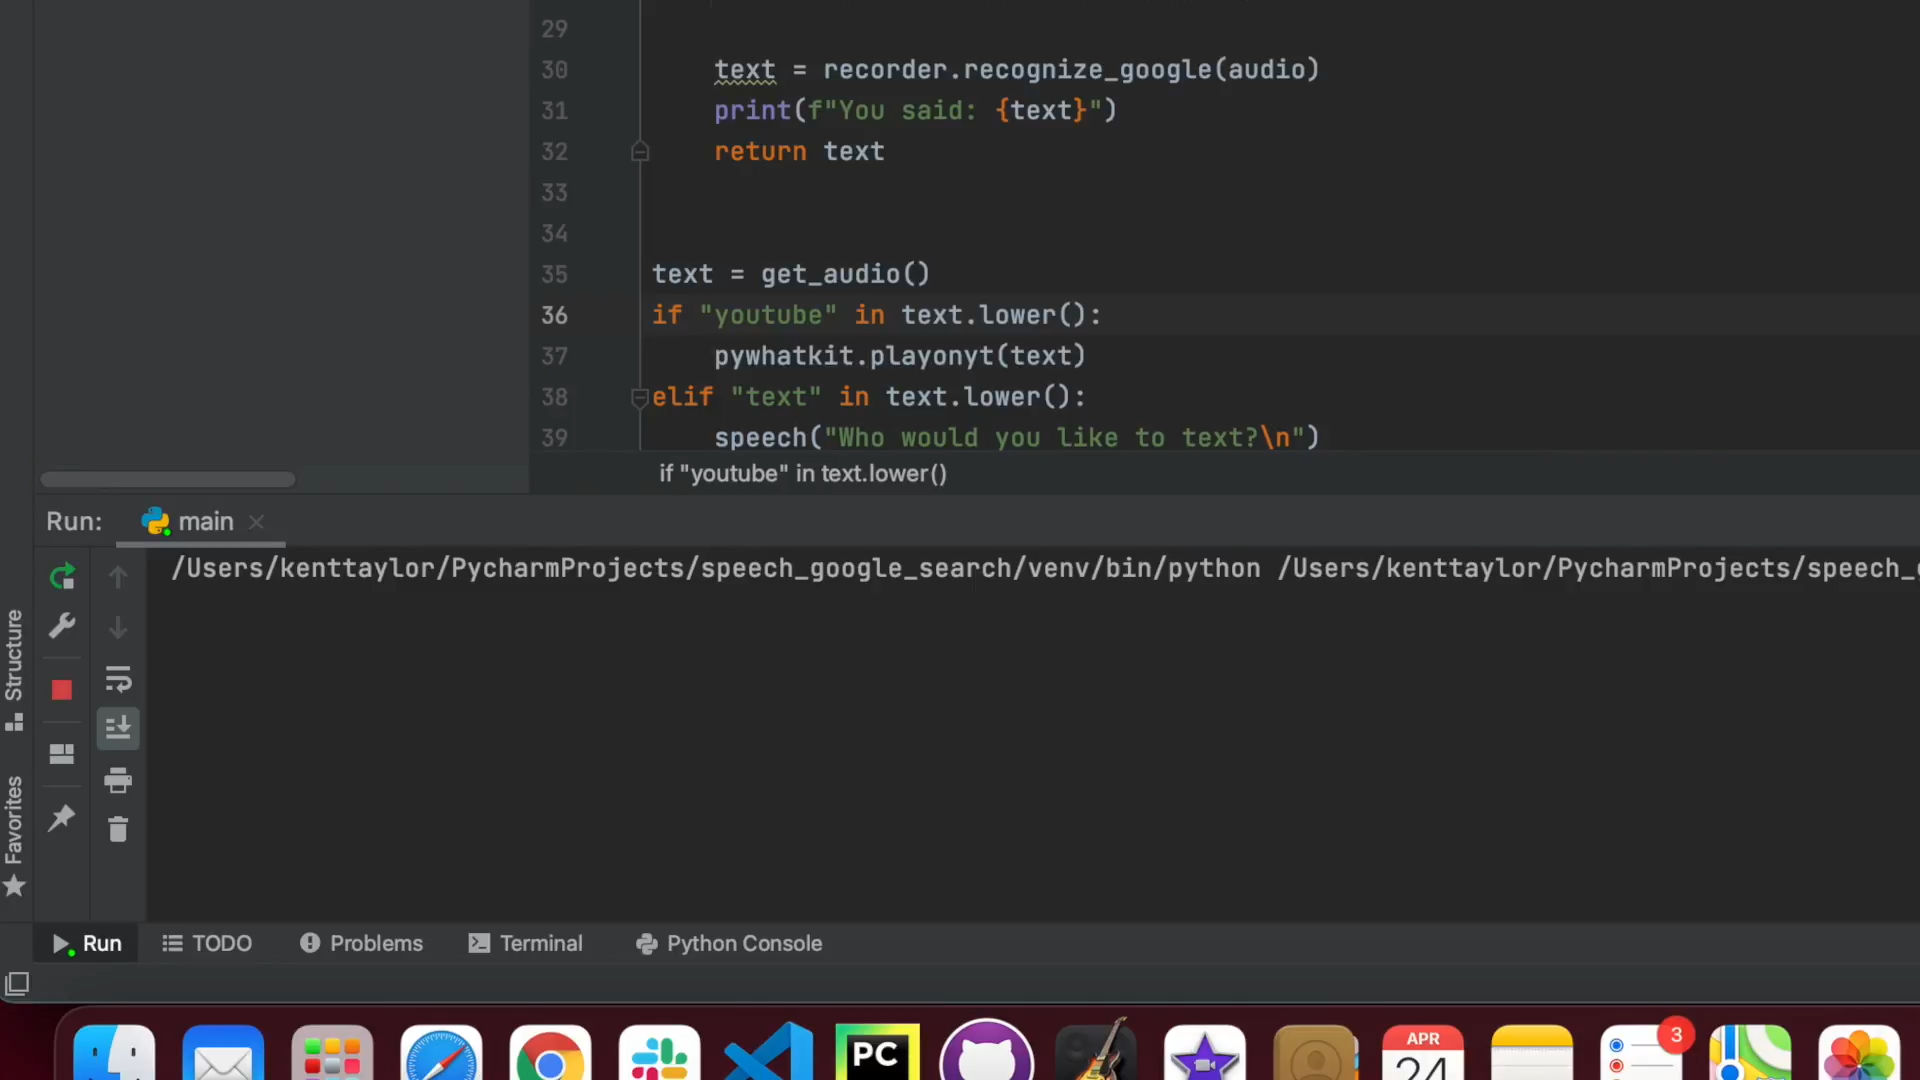 29
30 text = recorder.recognize_google(audio)
31 print(f"You said: {text}")
32 return text
33
34
35 text = get_audio()
36 if "youtube" in text.lower():
37 pywhatkit.playonyt(text)
38 elif "text" in text.lower():
39 speech("Who would you like to text?\n")
if "youtube" in text.lower()
Run: main
/Users/kenttaylor/PycharmProjects/speech_google_search/venv/bin/python /Users/kenttaylor/PycharmProjects/speech_
Structure
Favorites
Run TODO Problems Terminal Python Console
PC
APR
24
3